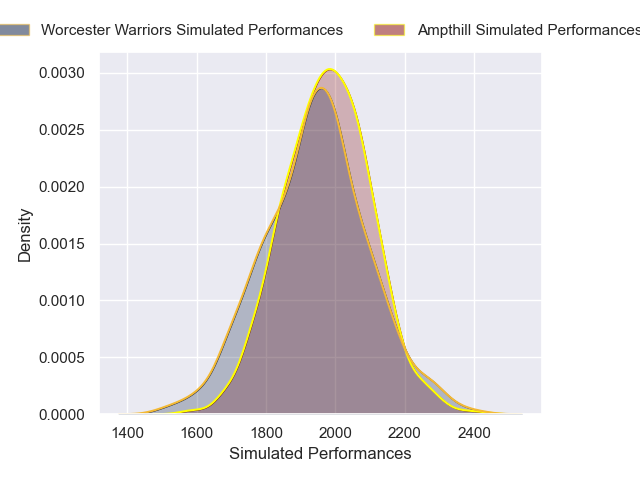 Worcester Warriors Simulated Performances
Ampthill Simulated Performances
0.0030
0.0025
0.0020
0.0015
0.0010
0.0005
0.0000
Density
1400 1600 1800 2000 2200 2400
Simulated Performances